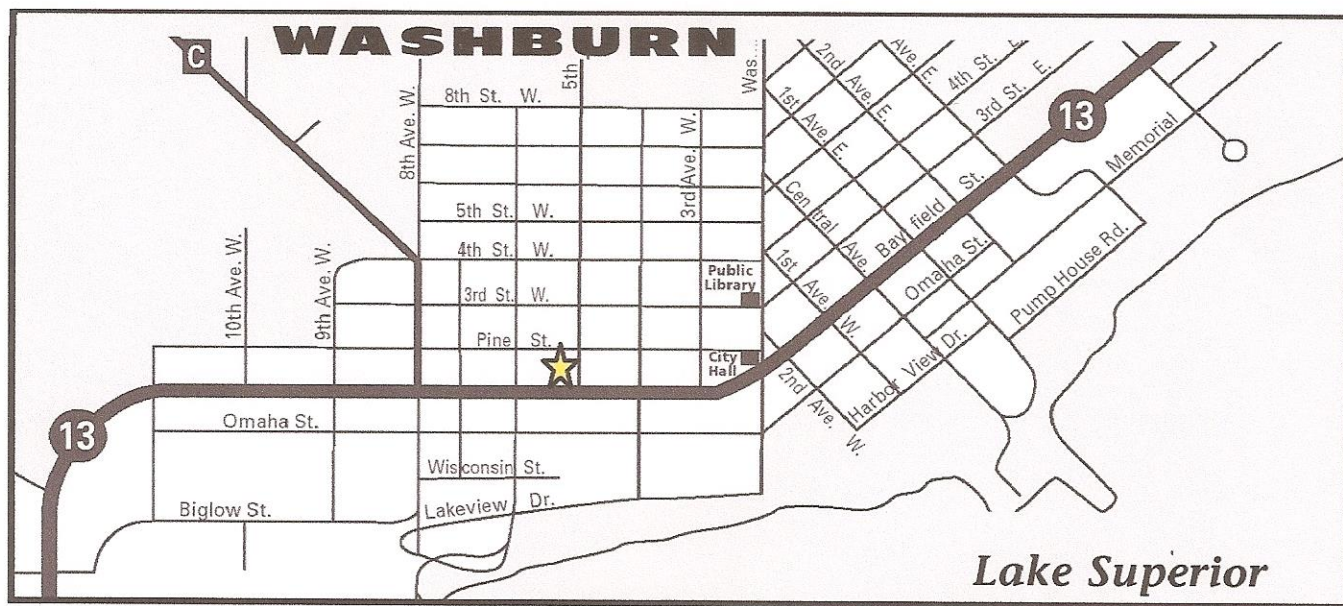 WASHBURN
C
8th Ave. W.
8th St. W.
5th
Was....
3rd Ave. W.
2nd Ave. E.
Ave. E.
4th St. E.
3rd St. E.
1st Ave. E.
13
Memorial
5th St. W.
4th St. W.
Central Ave.
Bayfield St.
10th Ave. W.
9th Ave. W.
3rd St. W.
Public
Library
1st Ave. W.
Omaha St.
Pump House Rd.
Pine St.
City
Hall
2nd Ave. W.
Harbor View Dr.
13
Omaha St.
Wisconsin St.
Biglow St.
Lakeview Dr.
Lake Superior